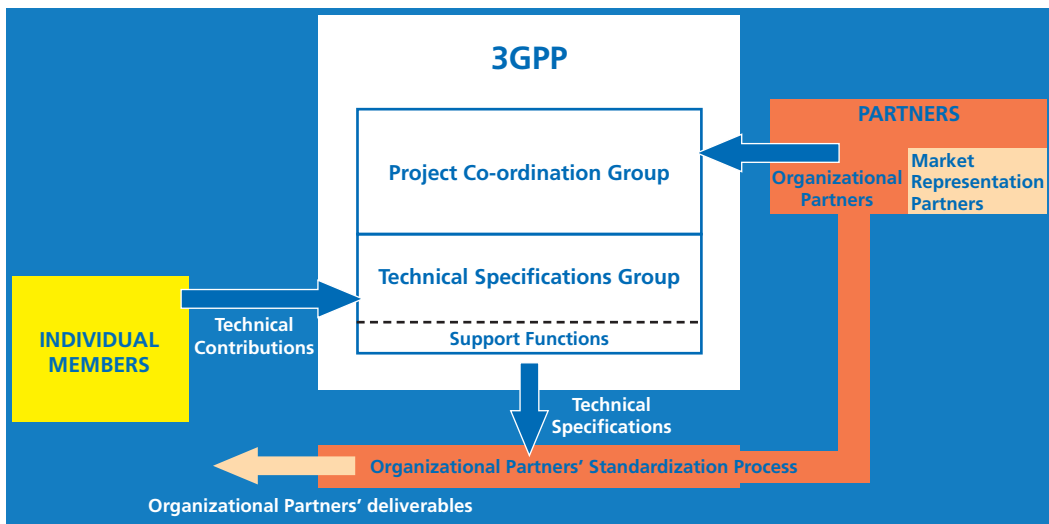 3GPP
Project Co-ordination Group
Technical Specifications Group
Support Functions
PARTNERS
Organizational
Partners
Market
Representation
Partners
INDIVIDUAL
MEMBERS
Technical
Contributions
Technical
Specifications
Organizational Partners’ Standardization Process
Organizational Partners’ deliverables